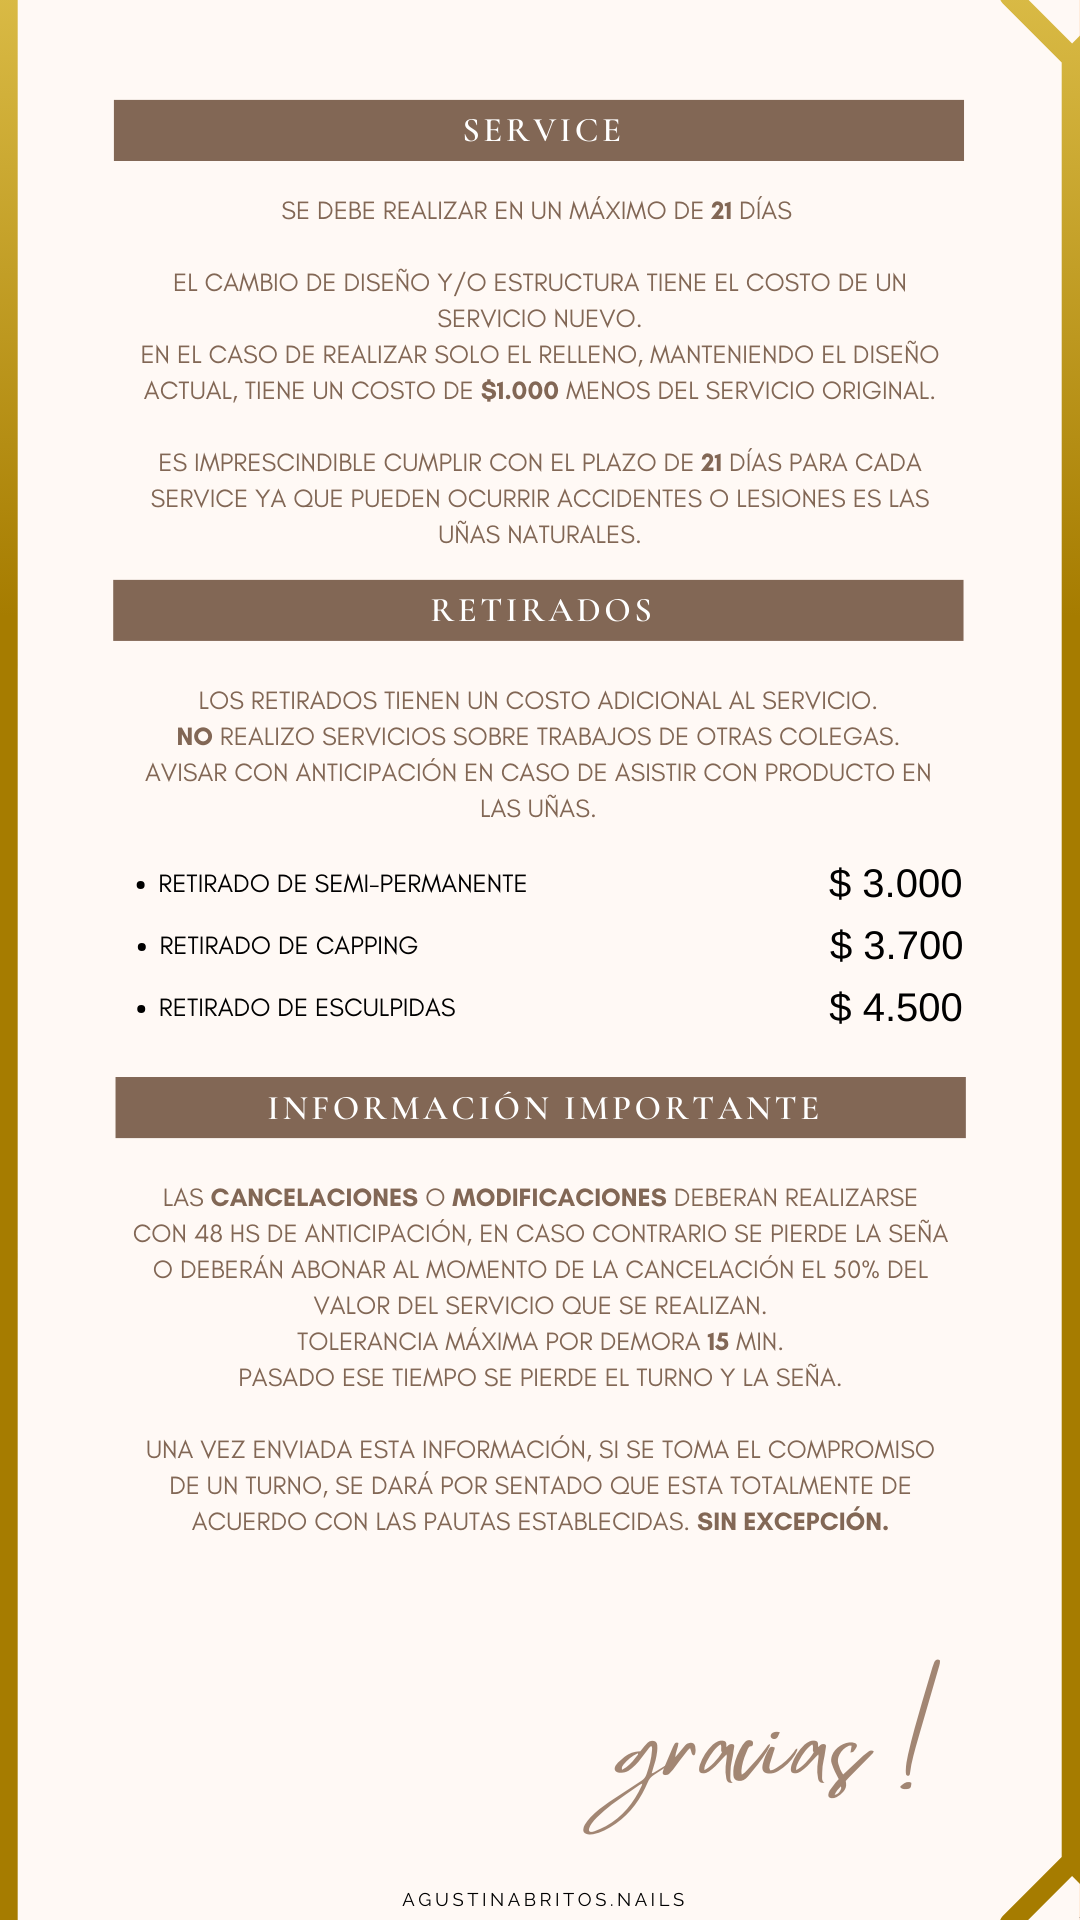 SERVICE
SE DEBE REALIZAR EN UN MÁXIMO DE 21 DÍAS
EL CAMBIO DE DISEÑO Y/O ESTRUCTURA TIENE EL COSTO DE UN
SERVICIO NUEVO.
EN EL CASO DE REALIZAR SOLO EL RELLENO, MANTENIENDO EL DISEÑO
ACTUAL, TIENE UN COSTO DE $1.000 MENOS DEL SERVICIO ORIGINAL.
ES IMPRESCINDIBLE CUMPLIR CON EL PLAZO DE 21 DÍAS PARA CADA
SERVICE YA QUE PUEDEN OCURRIR ACCIDENTES O LESIONES ES LAS
UÑAS NATURALES.
RETIRADOS
LOS RETIRADOS TIENEN UN COSTO ADICIONAL AL SERVICIO.
NO REALIZO SERVICIOS SOBRE TRABAJOS DE OTRAS COLEGAS.
AVISAR CON ANTICIPACIÓN EN CASO DE ASISTIR CON PRODUCTO EN
LAS UÑAS.
• RETIRADO DE SEMI-PERMANENTE $ 3.000
• RETIRADO DE CAPPING $ 3.700
• RETIRADO DE ESCULPIDAS $ 4.500
INFORMACIÓN IMPORTANTE
LAS CANCELACIONES O MODIFICACIONES DEBERAN REALIZARSE
CON 48 HS DE ANTICIPACIÓN, EN CASO CONTRARIO SE PIERDE LA SEÑA
O DEBERÁN ABONAR AL MOMENTO DE LA CANCELACIÓN EL 50% DEL
VALOR DEL SERVICIO QUE SE REALIZAN.
TOLERANCIA MÁXIMA POR DEMORA 15 MIN.
PASADO ESE TIEMPO SE PIERDE EL TURNO Y LA SEÑA.
UNA VEZ ENVIADA ESTA INFORMACIÓN, SI SE TOMA EL COMPROMISO
DE UN TURNO, SE DARÁ POR SENTADO QUE ESTA TOTALMENTE DE
ACUERDO CON LAS PAUTAS ESTABLECIDAS. SIN EXCEPCIÓN.
gracias !
AGUSTINABRITOS.NAILS